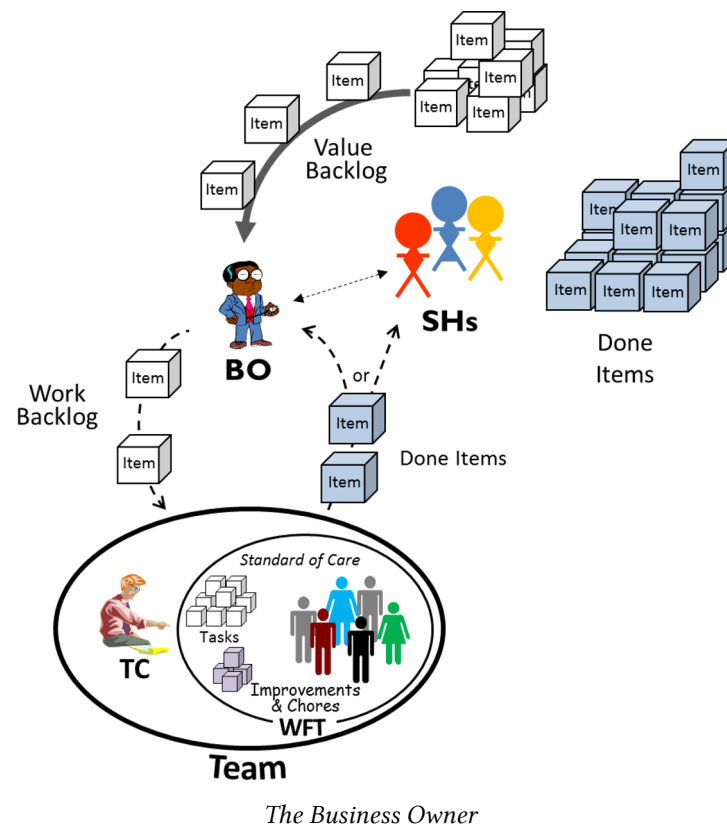 Item
Item
Item
Item
Item
Item
Item
Item
Value
Backlog
Item
Item
Item
Item
Item
Item
Item
Item
SHs
BO
Done
Items
or
Item
Work
Backlog
Item
Item
Item
Done Items
Standard of Care
Tasks
TC
Improvements
& Chores
WFT
Team
The Business Owner